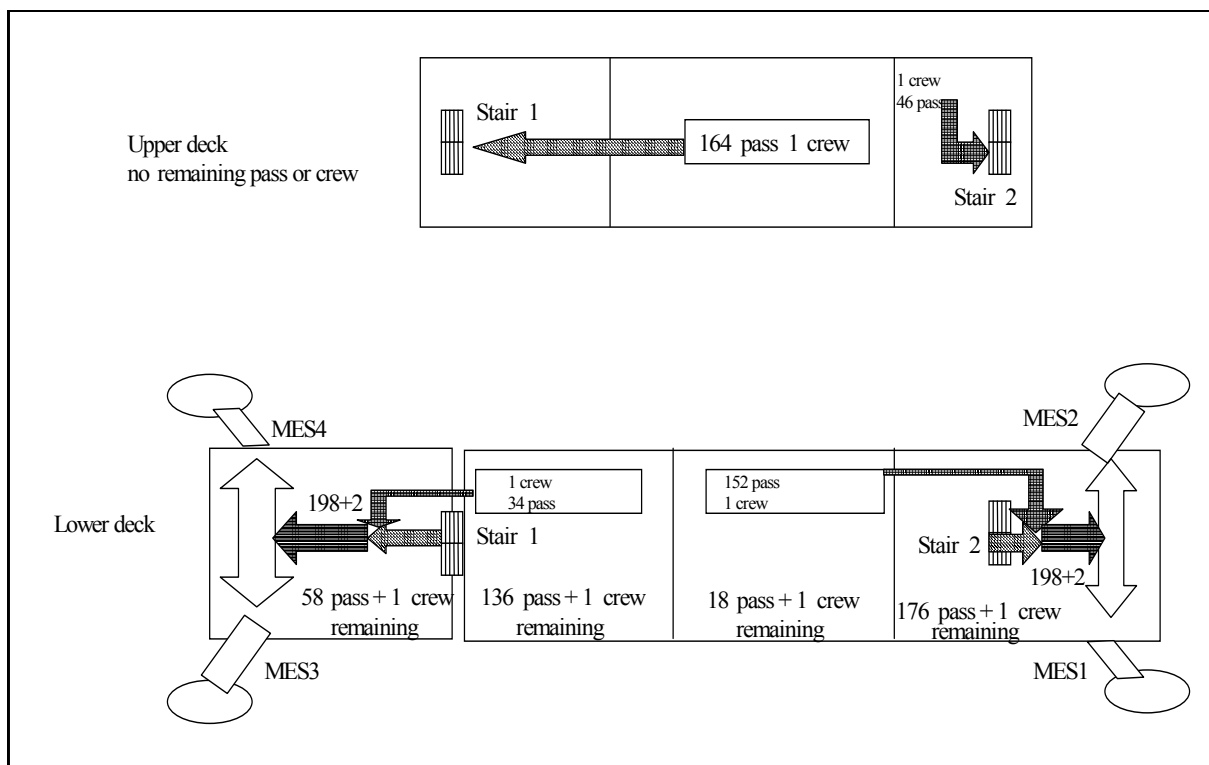 Stair 1
1 crew
46 pass
Upper deck
no remaining pass or crew
164 pass 1 crew
Stair 2
MES4
MES2
1 crew
34 pass
152 pass
1 crew
198+2
Lower deck
Stair 1
Stair 2
198+2
58 pass + 1 crew
remaining
136 pass + 1 crew
remaining
18 pass + 1 crew
remaining
176 pass + 1 crew
remaining
MES3
MES1